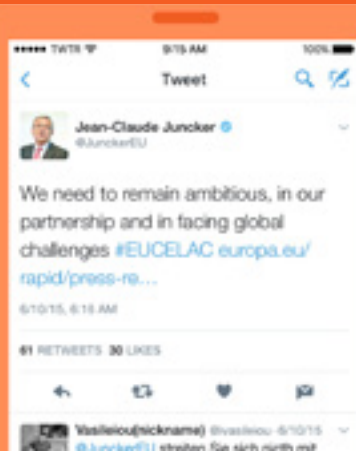 TWTR 9:15 AM 100%
Tweet
Jean-Claude Juncker
@JunckerEU
We need to remain ambitious, in our
partnership and in facing global
challenges #EUCELAC europa.eu/
rapid/press-re…
6/10/15, 6:15 AM
61 RETWEETS 30 LIKES
Vasileiou(nickname) @vasileiou · 6/10/15
@JunckerEU streiten Sie sich nicth mit